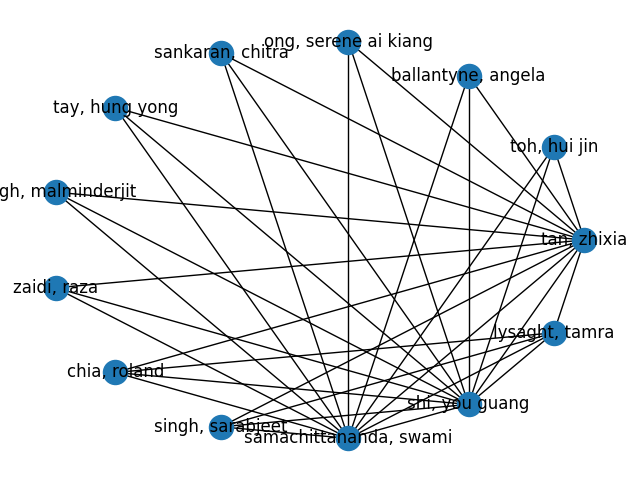 ong, serene ai kiang
sankaran, chitra
ballantyne, angela
tay, hung yong
toh, hui jin
gh, malminderjit
tan, zhixia
zaidi, raza
lysaght, tamra
chia, roland
shi, you guang
singh, sarabjeet
samachittananda, swami